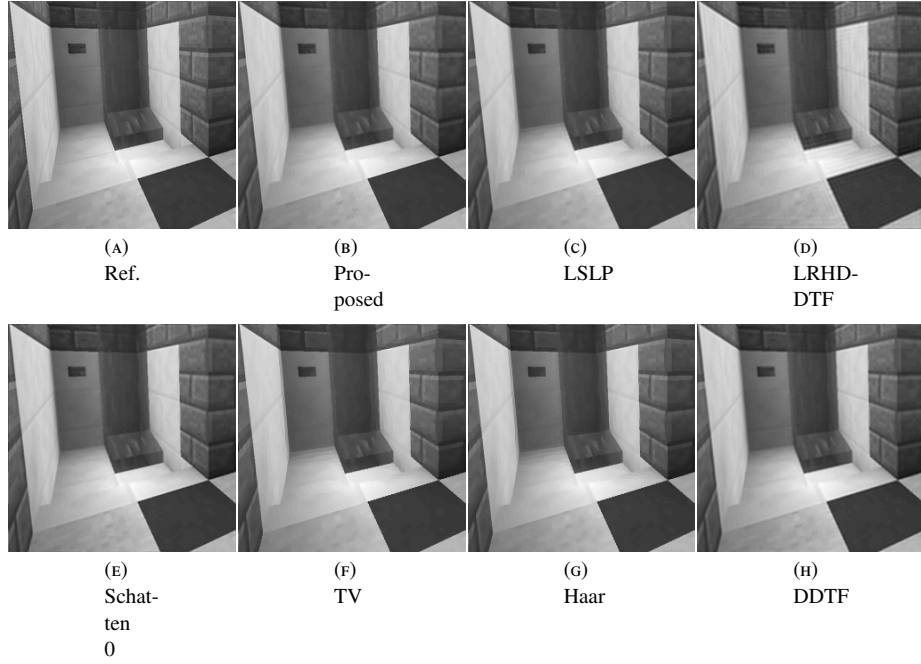 (A)
Ref.
(B)
Pro-
posed
(C)
LSLP
(D)
LRHD-
DTF
(E)
Schat-
ten
0
(F)
TV
(G)
Haar
(H)
DDTF